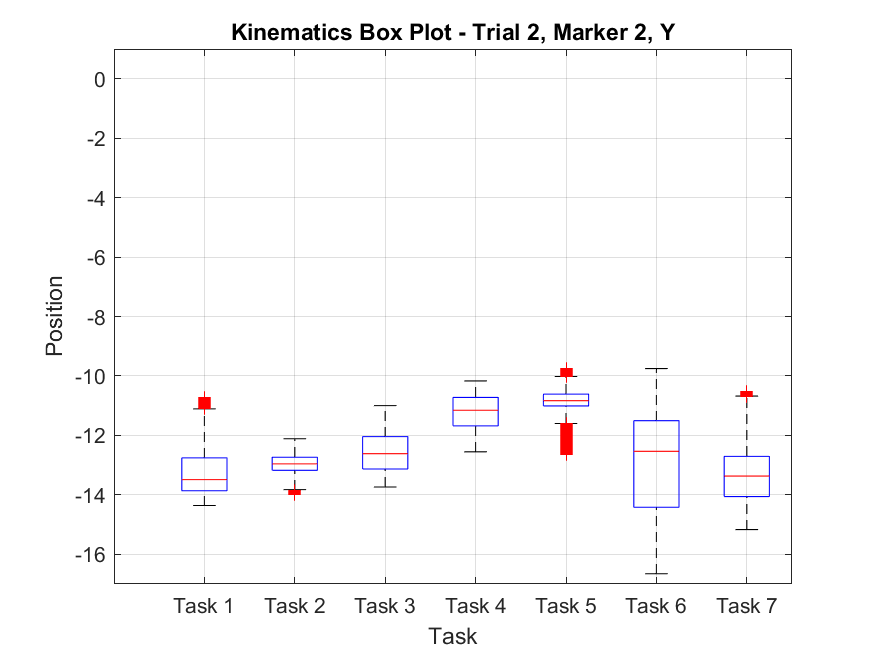 Kinematics Box Plot - Trial 2, Marker 2, Y
0
-2
-4
-6
-8
-10
-12
-14
-16
Position
Task 1 Task 2 Task 3 Task 4 Task 5 Task 6 Task 7
Task